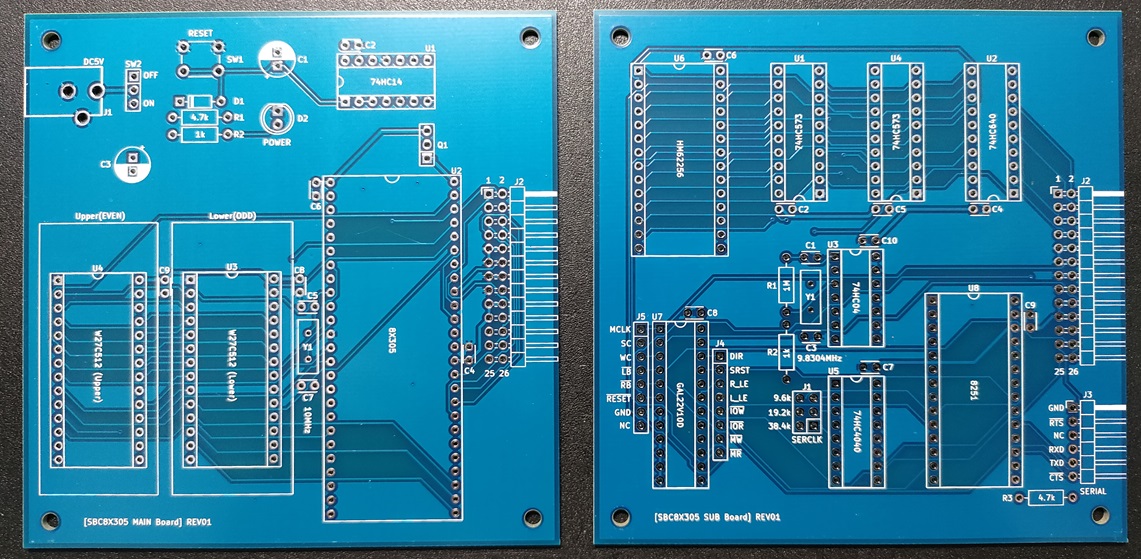 RESET
DC5V
SW2
OFF
ON
J1
SW1
C1
C2
U1
74HC14
D1
4.7k
R1
1k
R2
D2
POWER
C3
Q1
U2
C6
1 2
J2
Upper(EVEN)
Lower(ODD)
U4
C9
U3
C8
C5
Y1
C7
10MHz
W27C512 (Upper)
W27C512 (Lower)
8X305
C4
25 26
[SBC8X305 MAIN Board] REV01
U6
C6
U1
U4
U2
HM62256
74HC573
74HC573
74HC640
C2
C5
C4
1 2
J2
C1
U3
C10
R1
1M
Y1
74HC04
C3
9.8304MHz
R2
1k
U8
C9
8251
J5
U7
C8
MCLK
SC
WC
LB
RB
RESET
GND
NC
GAL22V10D
J4
DIR
SRST
R_LE
L_LE
IOW
IOR
MW
MR
J1
9.6k
19.2k
38.4k
SERCLK
U5
C7
74HC4040
25 26
J3
GND
RTS
NC
RXD
TXD
CTS
SERIAL
R3
4.7k
[SBC8X305 SUB Board] REV01